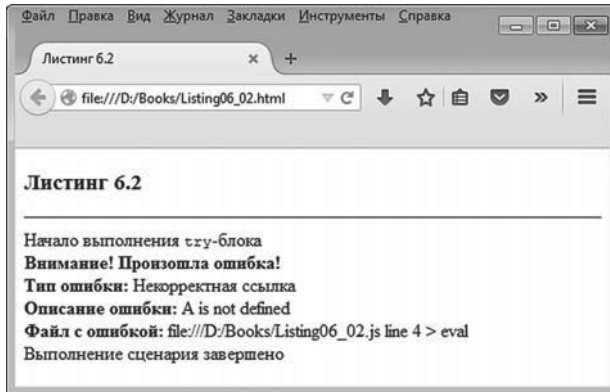 Файл Правка Вид Журнал Закладки Инструменты Справка
Листинг 6.2
file:///D:/Books/Listing06_02.html
Листинг 6.2
Начало выполнения try-блока
Внимание! Произошла ошибка!
Тип ошибки: Некорректная ссылка
Описание ошибки: A is not defined
Файл с ошибкой: file:///D:/Books/Listing06_02.js line 4 > eval
Выполнение сценария завершено